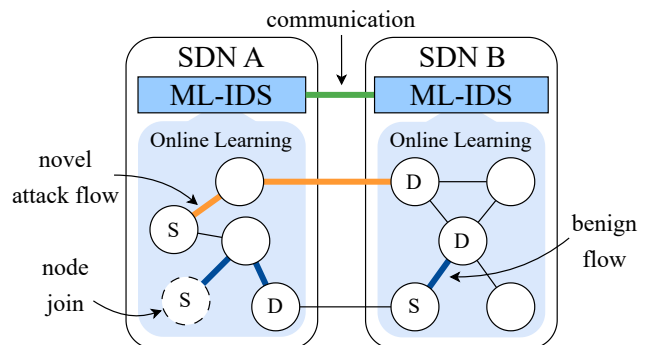 communication
SDN A
SDN B
ML-IDS
ML-IDS
Online Learning
Online Learning
novel
attack flow
D
S
D
benign
flow
node
join
S
D
S